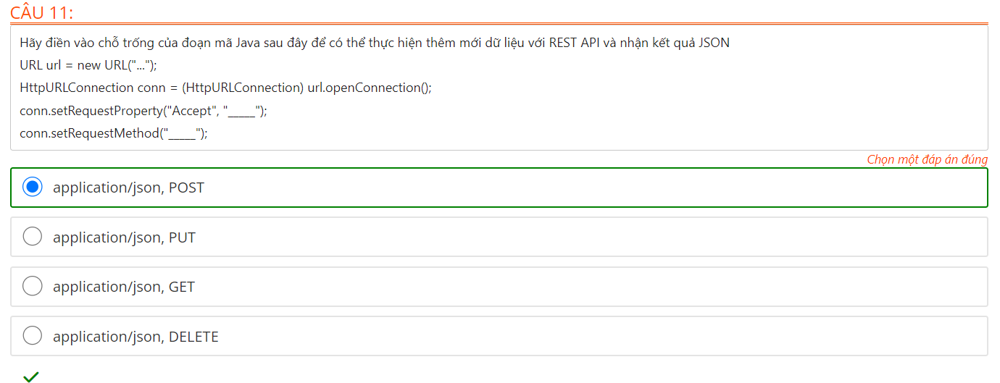 CÂU 11:
Hãy điền vào chỗ trống của đoạn mã Java sau đây để có thể thực hiện thêm mới dữ liệu với REST API và nhận kết quả JSON
URL url = new URL("...");
HttpURLConnection conn = (HttpURLConnection) url.openConnection();
conn.setRequestProperty("Accept", "_____");
conn.setRequestMethod("_____");
Chọn một đáp án đúng
application/json, POST
application/json, PUT
application/json, GET
application/json, DELETE